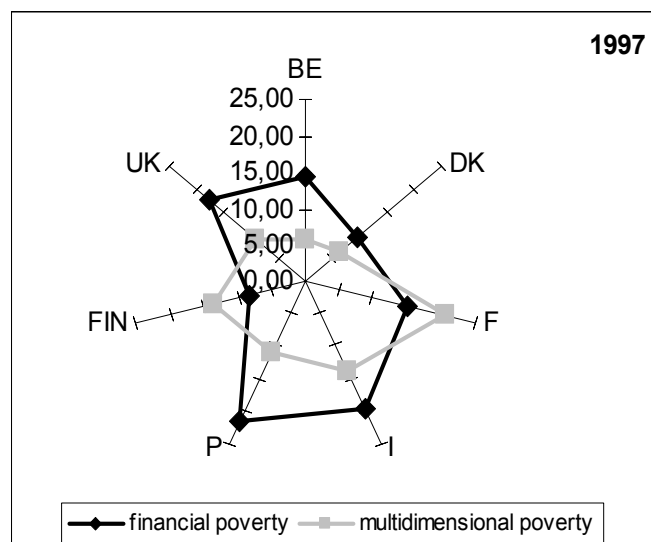 1997
BE
25,00
20,00
UK
15,00
DK
10,00
5,00
0,00
FIN
F
P
I
financial poverty
multidimensional poverty